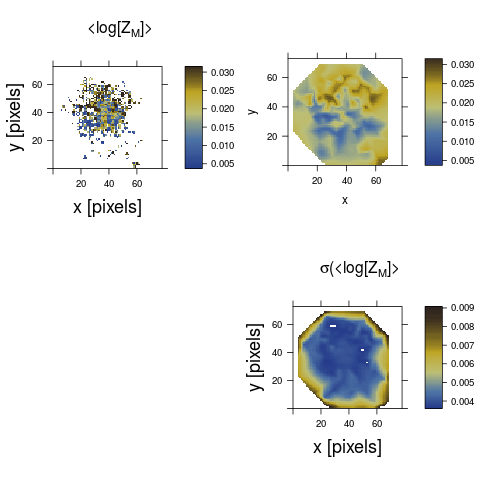 <log[Z_M]>
60
40
20
20 40 60
x [pixels]
y [pixels]
0.030
0.025
0.020
0.015
0.010
0.005
60
40
20
20 40 60
x
y
0.030
0.025
0.020
0.015
0.010
0.005
σ(<log[Z_M]>
60
40
20
20 40 60
x [pixels]
y [pixels]
0.009
0.008
0.007
0.006
0.005
0.004